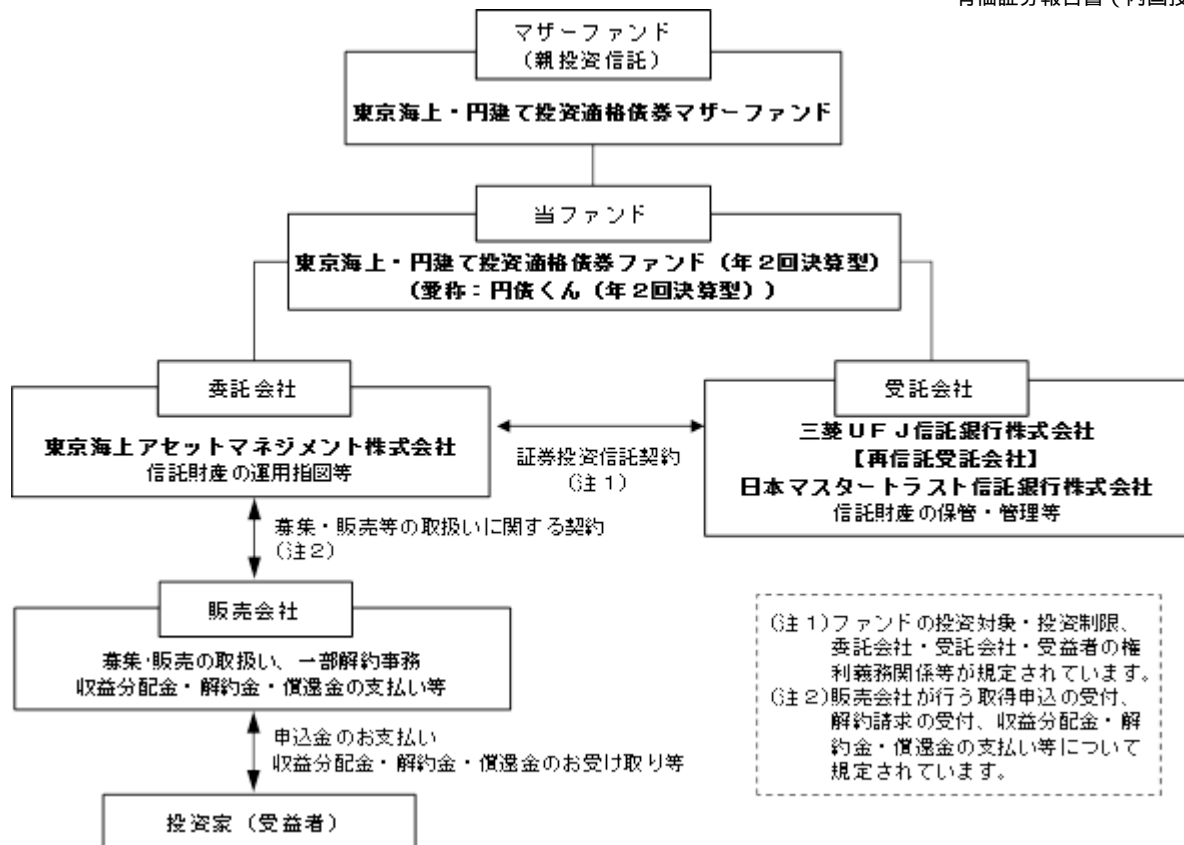 有価証券報告書（内国投
マザーファンド
（親投資信託）
東京海上・円建て投資適格債券マザーファンド
当ファンド
東京海上・円建て投資適格債券ファンド（年２回決算型）
（愛称：円債くん（年２回決算型））
委託会社
東京海上アセットマネジメント株式会社
信託財産の運用指図等
証券投資信託契約
（注１）
受託会社
三菱ＵＦＪ信託銀行株式会社
【再信託受託会社】
日本マスタートラスト信託銀行株式会社
信託財産の保管・管理等
募集・販売等の取扱いに関する契約
（注２）
販売会社
募集・販売の取扱い、一部解約事務
収益分配金・解約金・償還金の支払い等
申込金のお支払い
収益分配金・解約金・償還金のお受け取り等
投資家（受益者）
（注１）ファンドの投資対象・投資制限、
委託会社・受託会社・受益者の権
利義務関係等が規定されています。
（注２）販売会社が行う取得申込の受付、
解約請求の受付、収益分配金・解
約金・償還金の支払い等について
規定されています。